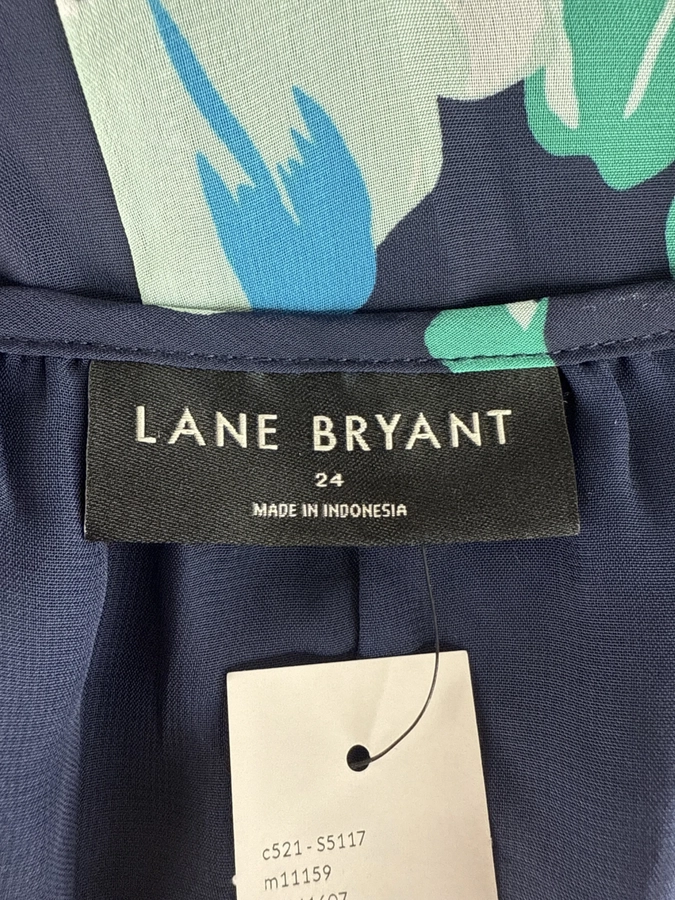 LANE BRYANT
24
MADE IN INDONESIA
c521 - S5117
m11159